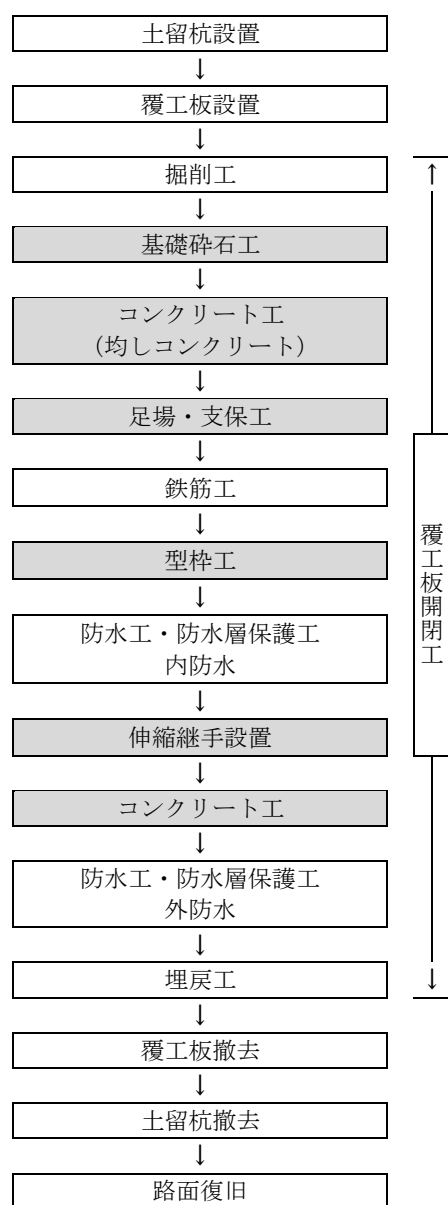 土留杭設置
↓
覆工板設置
↓
掘削工
↓
基礎砕石工
↓
コンクリート工
(均しコンクリート)
↓
足場・支保工
↓
鉄筋工
↓
型枠工
↓
防水工・防水層保護工
内防水
↓
伸縮継手設置
↓
コンクリート工
↓
防水工・防水層保護工
外防水
↓
埋戻工
↓
覆工板撤去
↓
土留杭撤去
↓
路面復旧
↑
覆工板開閉工
↓